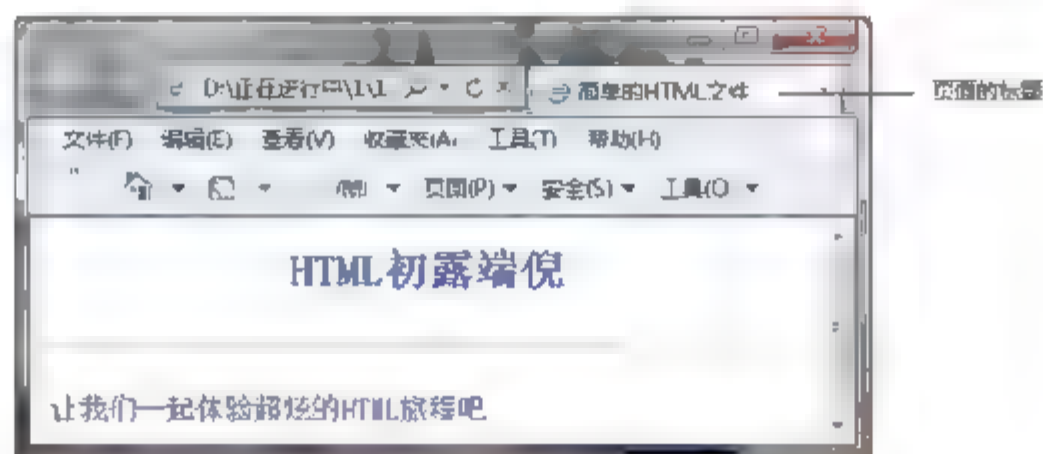 D:\正在进行中\1\1
简单的HTML文件
页面的标题
文件(F) 编辑(E) 查看(V) 收藏夹(A) 工具(T) 帮助(H)
页面(P) 安全(S) 工具(O)
HTML初露端倪
让我们一起体验超炫的HTML旅程吧